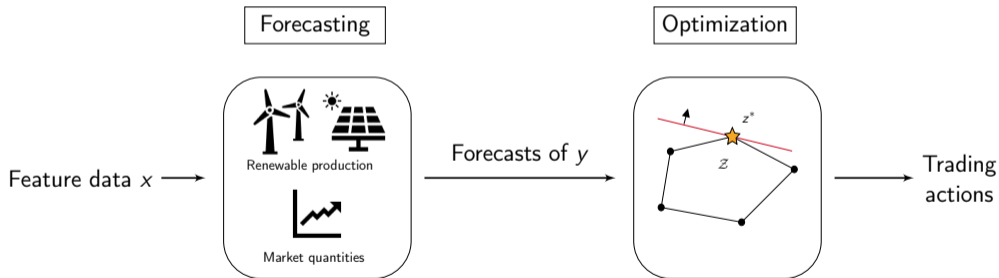 Forecasting
Optimization
Renewable production
Market quantities
Feature data x
Forecasts of y
z*
𝒵
Trading
actions